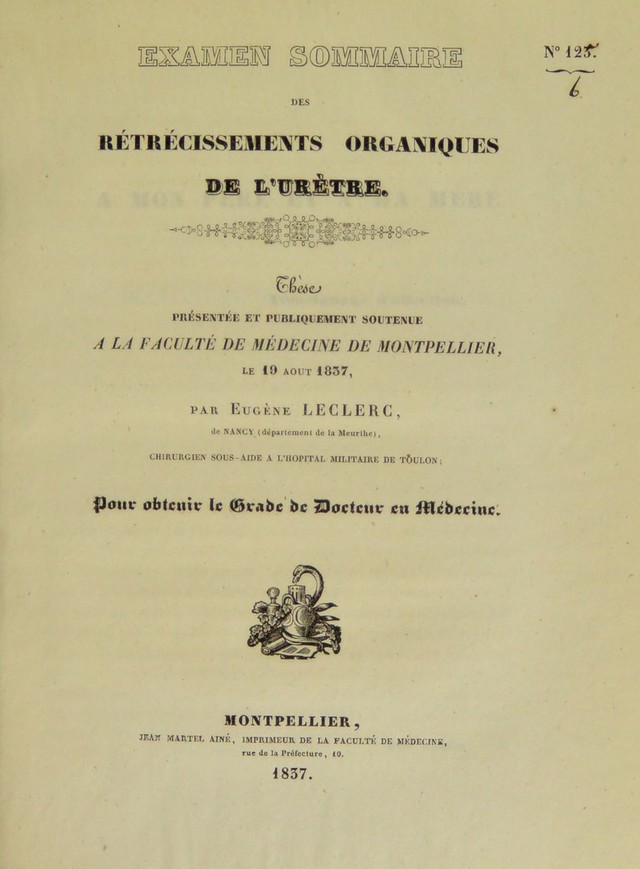 EXAMEN SOMMAIRE
N° 125.
6
DES
RÉTRÉCISSEMENTS ORGANIQUES
DE L'URÈTRE.
Thèse
PRÉSENTÉE ET PUBLIQUEMENT SOUTENUE
A LA FACULTÉ DE MÉDECINE DE MONTPELLIER,
LE 19 AOUT 1837,
PAR EUGÈNE LECLERC,
de NANCY (département de la Meurthe),
CHIRURGIEN SOUS-AIDE A L'HOPITAL MILITAIRE DE TOULON;
Pour obtenir le Grade de Docteur en Médecine.
MONTPELLIER,
JEAN MARTEL AINÉ, IMPRIMEUR DE LA FACULTÉ DE MÉDECINE,
rue de la Préfecture, 10.
1837.